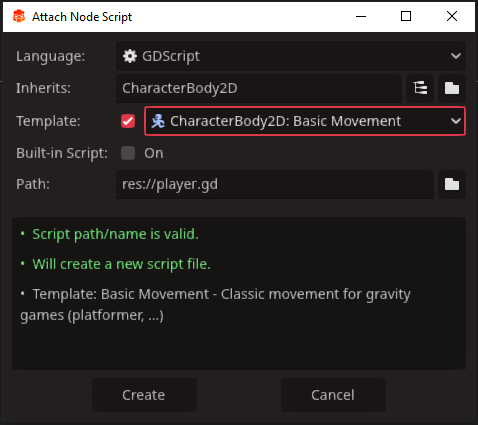 Attach Node Script
Language: GDScript
Inherits: CharacterBody2D
Template: CharacterBody2D: Basic Movement
Built-in Script: On
Path: res://player.gd
• Script path/name is valid.
• Will create a new script file.
• Template: Basic Movement - Classic movement for gravity
games (platformer, ...)
Create Cancel